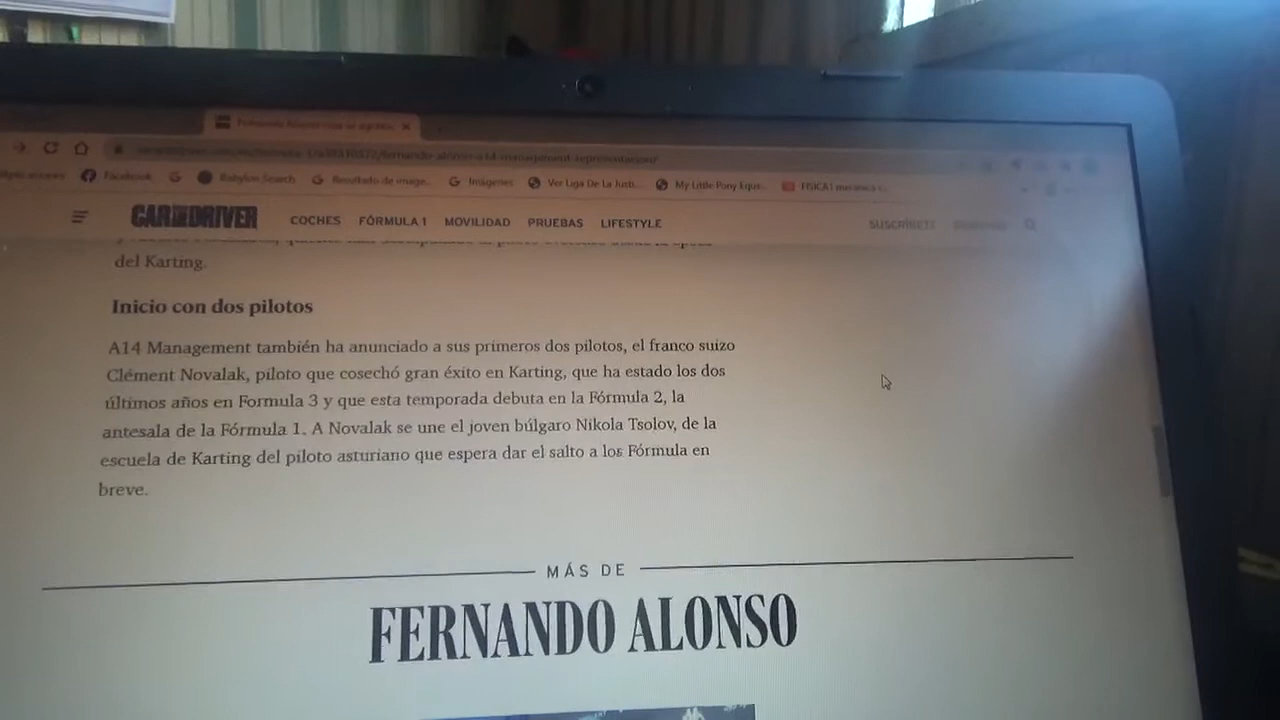 Facebook
G
Babylon Search
Resultado de image...
Imágenes
Ver Liga De La Justi...
My Little Pony Eque...
CAR AND DRIVER
COCHES
FÓRMULA 1
MOVILIDAD
PRUEBAS
LIFESTYLE
SUSCRÍBETE
del Karting.
Inicio con dos pilotos
A14 Management también ha anunciado a sus primeros dos pilotos, el franco suizo
Clément Novalak, piloto que cosechó gran éxito en Karting, que ha estado los dos
últimos años en Formula 3 y que esta temporada debuta en la Fórmula 2, la
antesala de la Fórmula 1. A Novalak se une el joven búlgaro Nikola Tsolov, de la
escuela de Karting del piloto asturiano que espera dar el salto a los Fórmula en
breve.
MÁS DE
FERNANDO ALONSO